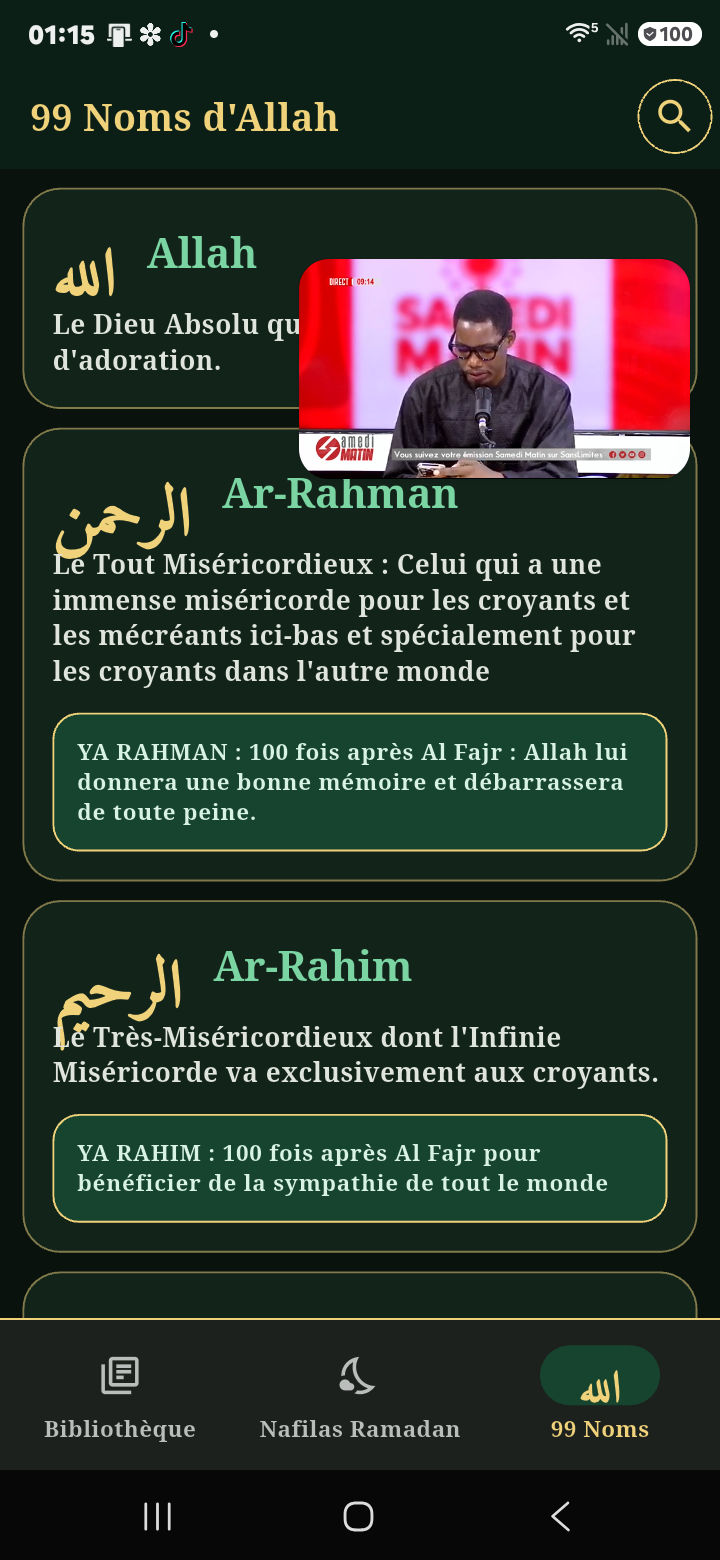 01:15
5
100
99 Noms d'Allah
الله Allah
Le Dieu Absolu qu
d'adoration.
DIRECT 09:14
SAMEDI
MATIN
amedi
MATIN
Vous suivez votre émission Samedi Matin sur SansLimites
الرحمن Ar-Rahman
Le Tout Miséricordieux : Celui qui a une
immense miséricorde pour les croyants et
les mécréants ici-bas et spécialement pour
les croyants dans l'autre monde
YA RAHMAN : 100 fois après Al Fajr : Allah lui
donnera une bonne mémoire et débarrassera
de toute peine.
الرحيم Ar-Rahim
Le Très-Miséricordieux dont l'Infinie
Miséricorde va exclusivement aux croyants.
YA RAHIM : 100 fois après Al Fajr pour
bénéficier de la sympathie de tout le monde
الله
Bibliothèque Nafilas Ramadan 99 Noms